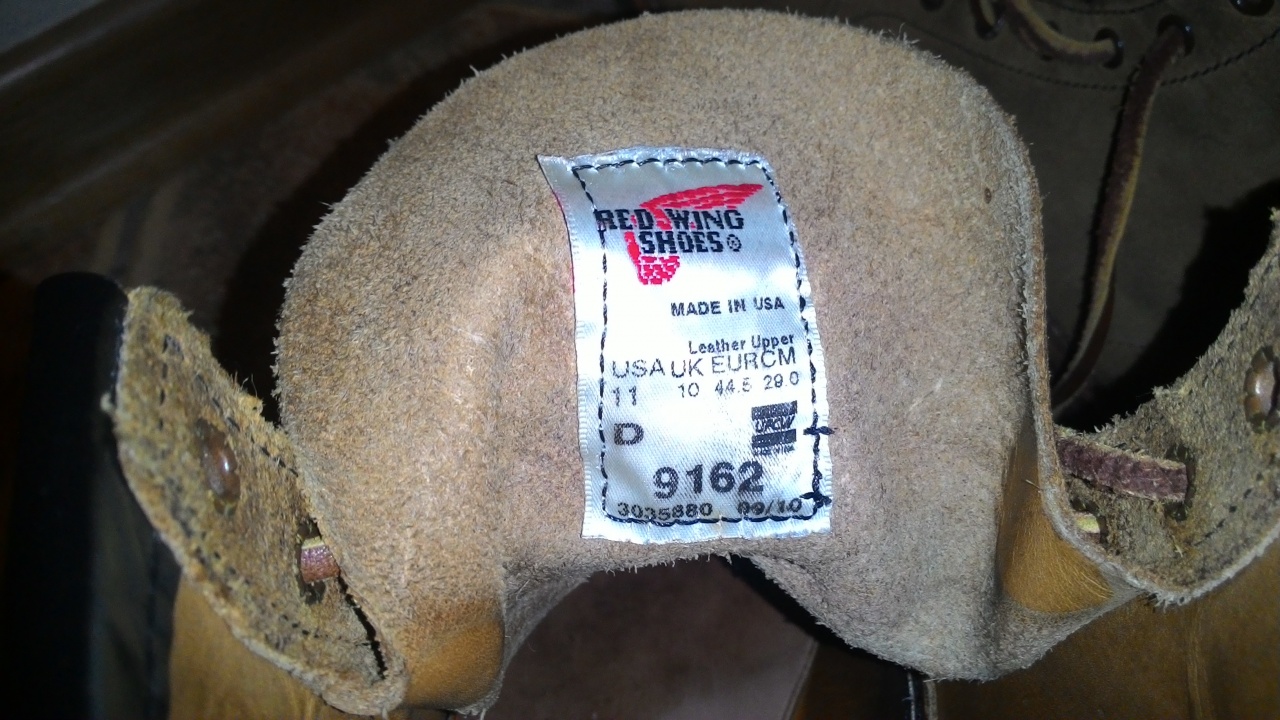 RED WING
SHOES®
MADE IN USA
Leather Upper
USA UK EUR CM
11 10 44.5 29.0
D
UFCW
9162
3035880 09/10